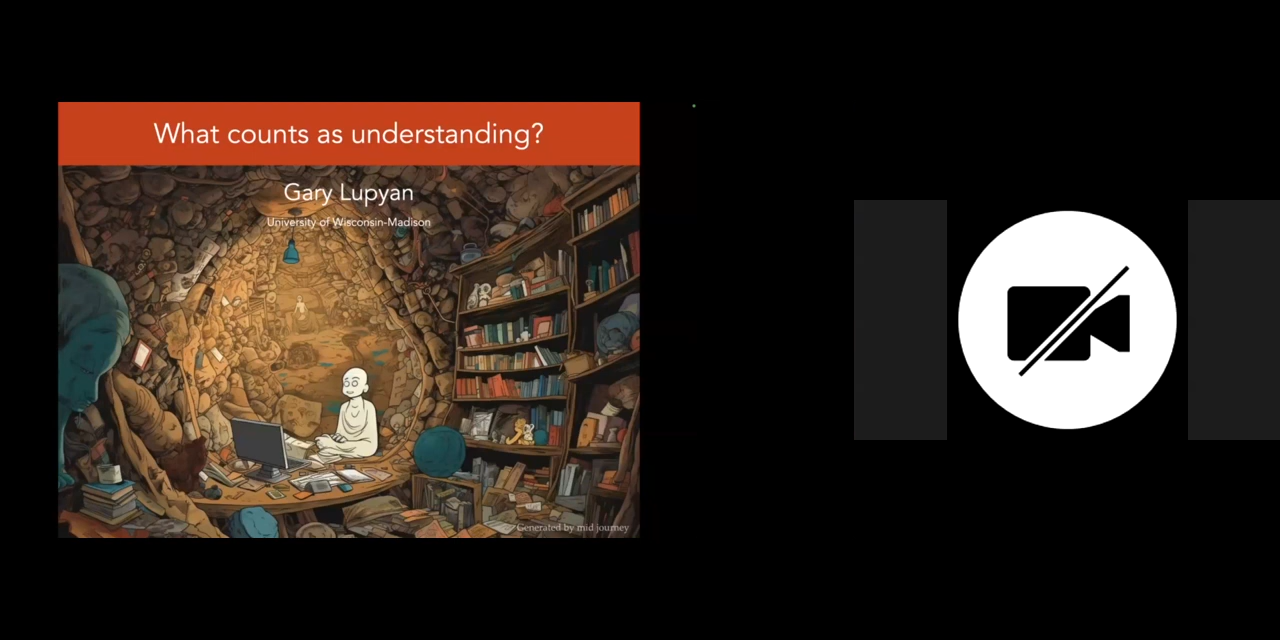 What counts as understanding?
Gary Lupyan
University of Wisconsin-Madison
Generated by mid journey